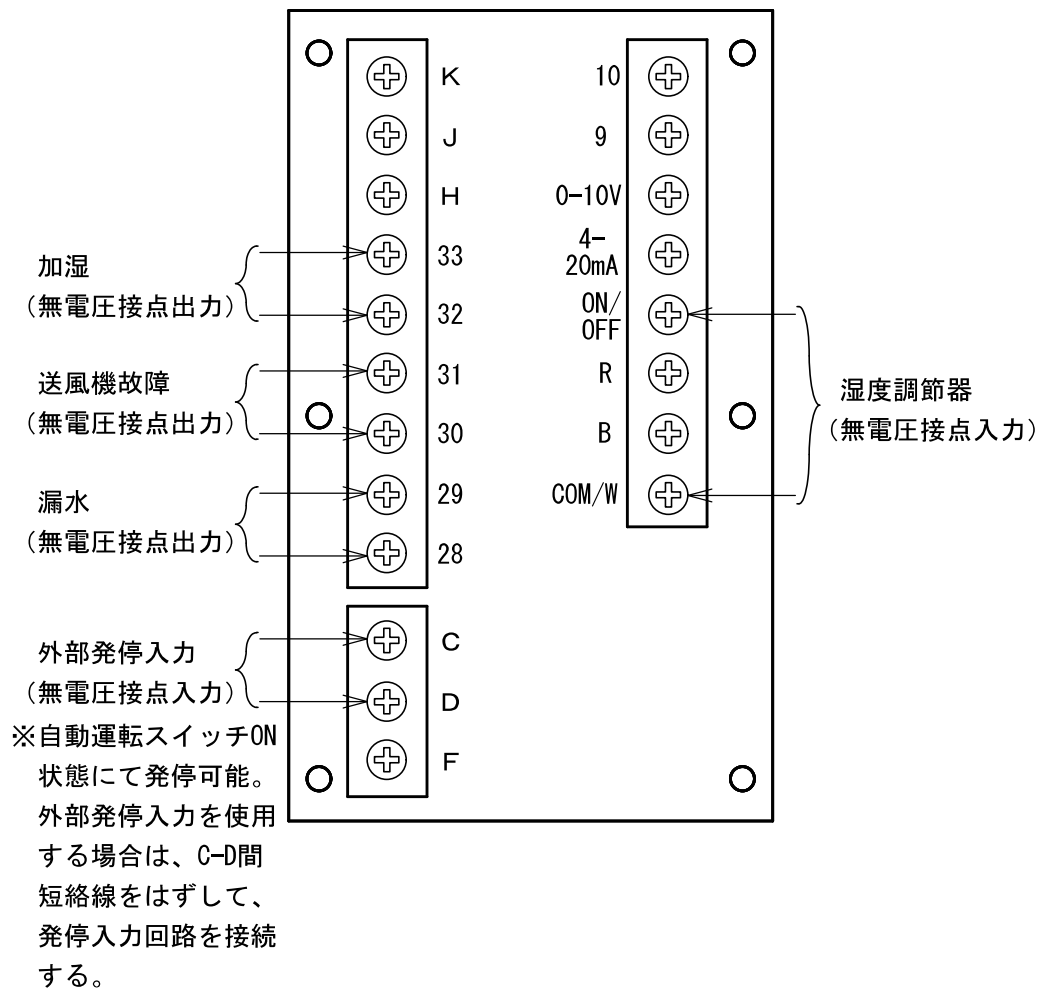 K
J
H
33
32
31
30
29
28
C
D
F
10
9
0-10V
4-
20mA
ON/
OFF
R
B
COM/W
加湿
(無電圧接点出力)
送風機故障
(無電圧接点出力)
漏水
(無電圧接点出力)
外部発停入力
(無電圧接点入力)
※自動運転スイッチON
状態にて発停可能。
外部発停入力を使用
する場合は、C-D間
短絡線をはずして、
発停入力回路を接続
する。
湿度調節器
(無電圧接点入力)